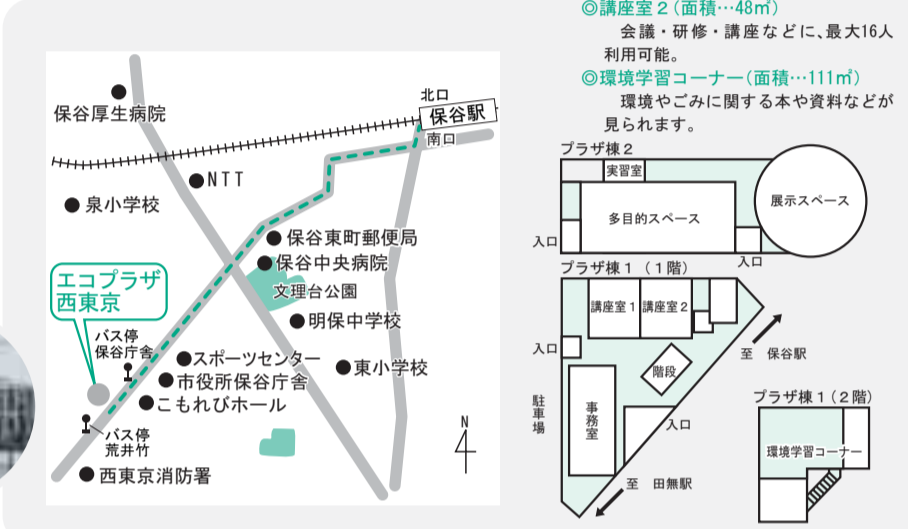 ◎講座室２(面積…48㎡)
会議・研修・講座などに、最大16人
利用可能。
◎環境学習コーナー(面積…111㎡)
環境やごみに関する本や資料などが
見られます。
北口
保谷駅
南口
保谷厚生病院
NTT
泉小学校
保谷東町郵便局
保谷中央病院
文理台公園
明保中学校
エコプラザ
西東京
バス停
保谷庁舎
スポーツセンター
市役所保谷庁舎
こもれびホール
東小学校
バス停
荒井竹
西東京消防署
N
プラザ棟２
実習室
多目的スペース
展示スペース
入口
入口
プラザ棟１（１階）
講座室１
講座室２
入口
階段
至　保谷駅
駐車場
事務室
入口
至　田無駅
プラザ棟１（２階）
環境学習コーナー